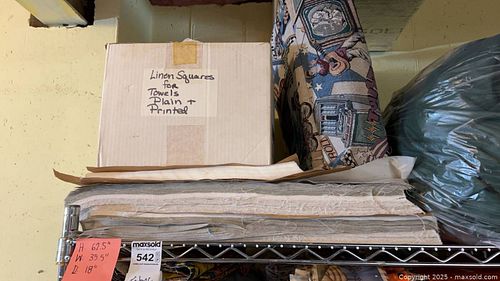 Linen Squares
for
Towels
Plain +
Printed
H 62.5"
W 35.5"
D 18"
maxsold
542
Copyright © 2025 - maxsold.com